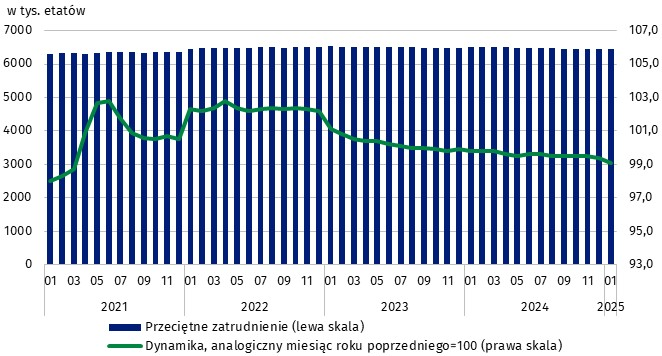 w tys. etatów
7000 107,0
6000 105,0
5000 103,0
4000 101,0
3000 99,0
2000 97,0
1000 95,0
0 93,0
01 03 05 07 09 11 01 03 05 07 09 11 01 03 05 07 09 11 01 03 05 07 09 11 01
2021 2022 2023 2024 2025
Przeciętne zatrudnienie (lewa skala)
Dynamika, analogiczny miesiąc roku poprzedniego=100 (prawa skala)